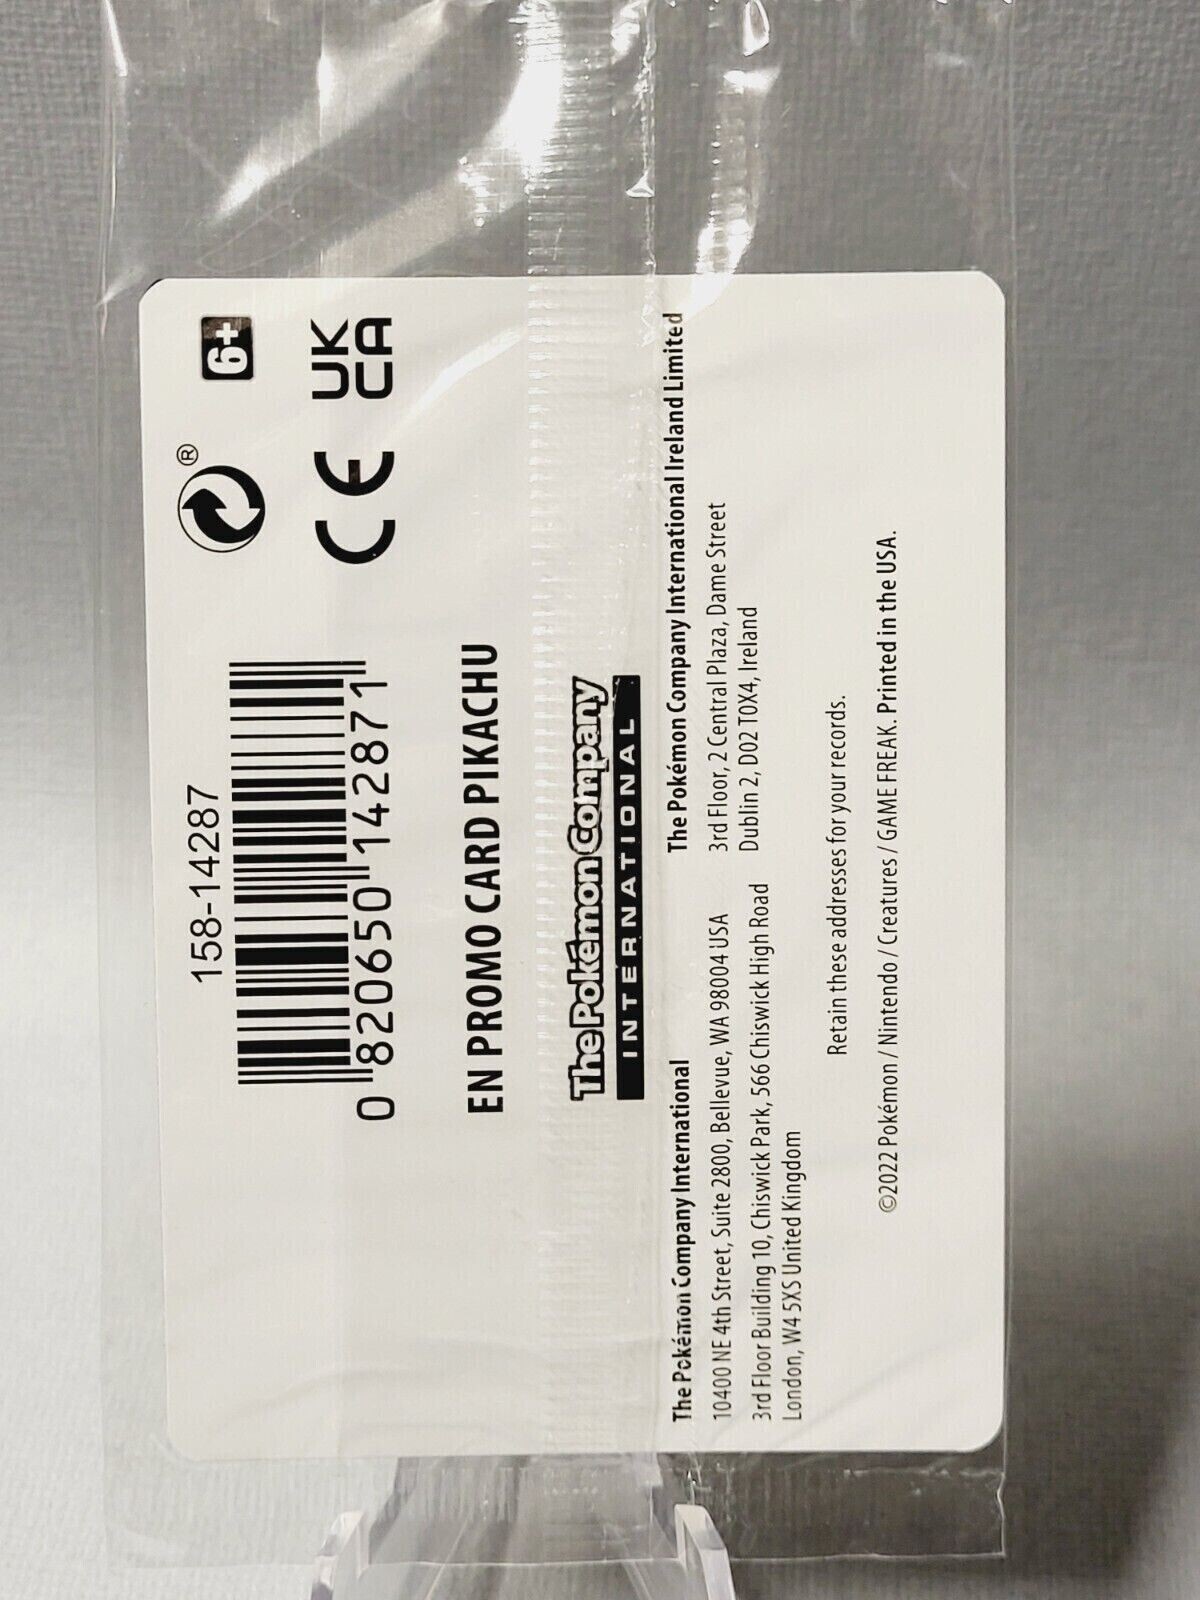 158-14287
0 820650 142871
®
6+
CE
UK
CA
EN PROMO CARD PIKACHU
The Pokémon Company
INTERNATIONAL
The Pokémon Company International
10400 NE 4th Street, Suite 2800, Bellevue, WA 98004 USA
3rd Floor Building 10, Chiswick Park, 566 Chiswick High Road
London, W4 5XS United Kingdom
The Pokémon Company International Ireland Limited
3rd Floor, 2 Central Plaza, Dame Street
Dublin 2, D02 T0X4, Ireland
Retain these addresses for your records.
©2022 Pokémon / Nintendo / Creatures / GAME FREAK. Printed in the USA.